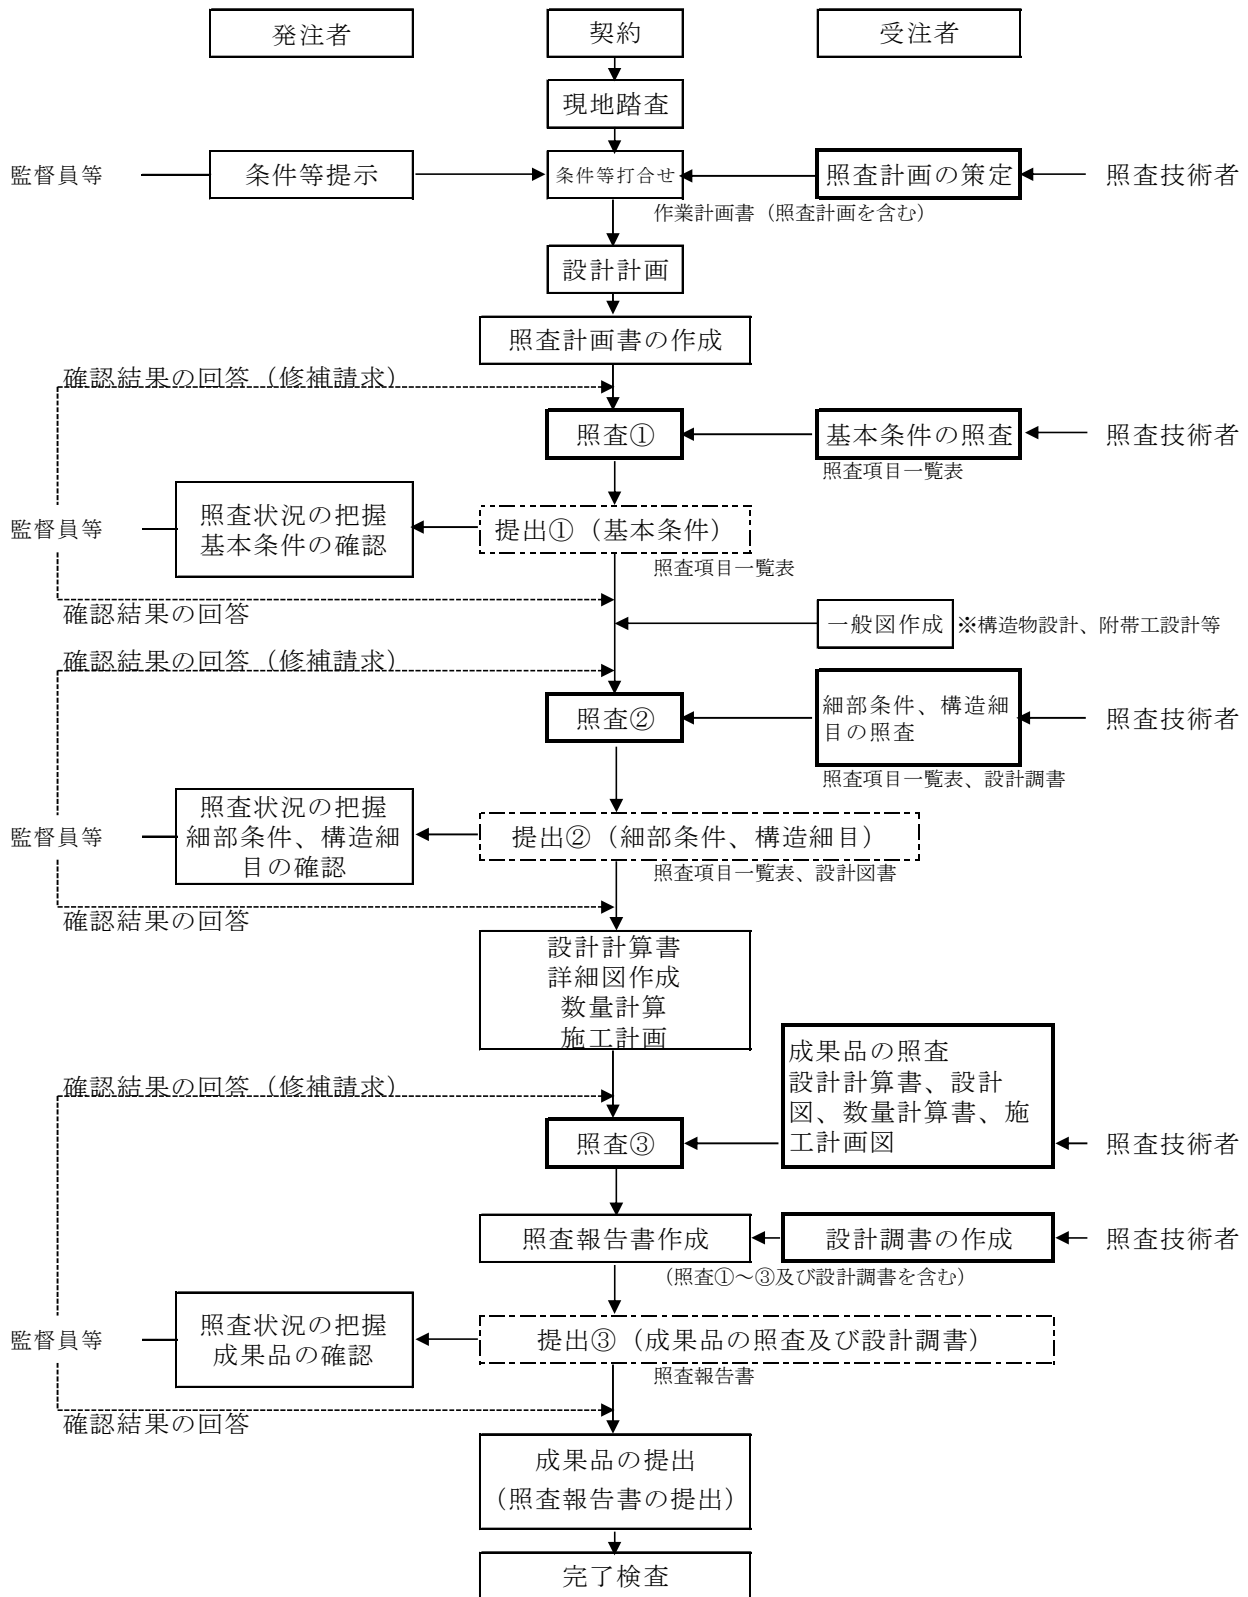 発注者
契約
受注者
現地踏査
監督員等
条件等提示
条件等打合せ
照査計画の策定
照査技術者
作業計画書（照査計画を含む）
設計計画
照査計画書の作成
確認結果の回答（修補請求）
照査①
基本条件の照査
照査技術者
照査項目一覧表
監督員等
照査状況の把握
基本条件の確認
提出①（基本条件）
照査項目一覧表
確認結果の回答
一般図作成
※構造物設計、附帯工設計等
確認結果の回答（修補請求）
照査②
細部条件、構造細
目の照査
照査技術者
照査項目一覧表、設計調書
監督員等
照査状況の把握
細部条件、構造細
目の確認
提出②（細部条件、構造細目）
照査項目一覧表、設計図書
確認結果の回答
設計計算書
詳細図作成
数量計算
施工計画
成果品の照査
設計計算書、設計
図、数量計算書、施
工計画図
確認結果の回答（修補請求）
照査③
照査技術者
照査報告書作成
設計調書の作成
照査技術者
（照査①～③及び設計調書を含む）
監督員等
照査状況の把握
成果品の確認
提出③（成果品の照査及び設計調書）
照査報告書
確認結果の回答
成果品の提出
（照査報告書の提出）
完了検査